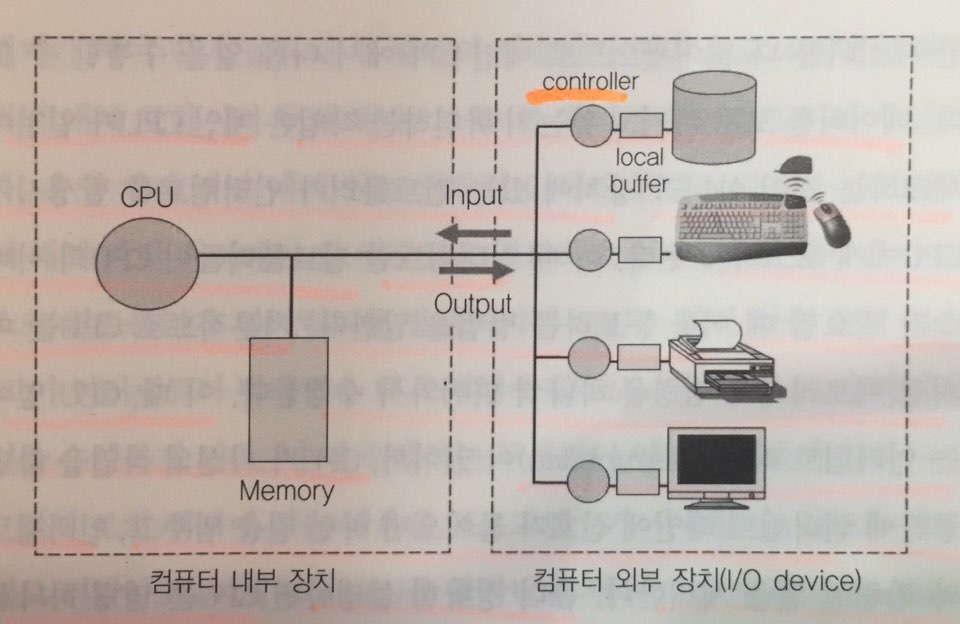 controller
local
buffer
CPU
Input
Output
Memory
컴퓨터 내부 장치
컴퓨터 외부 장치(I/O device)